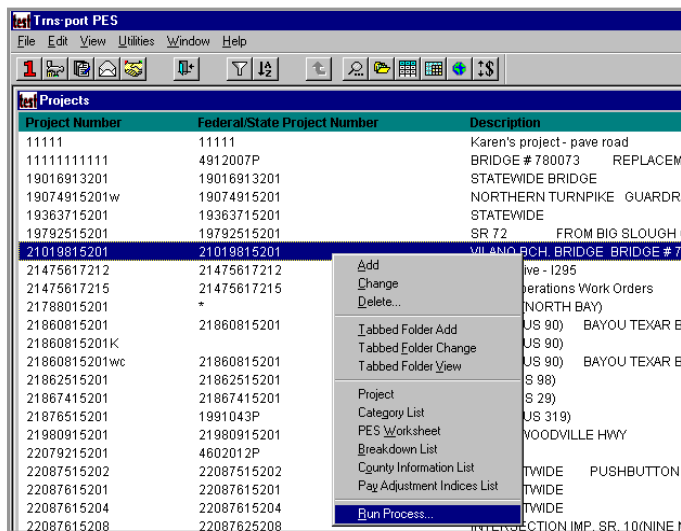 test Trns·port PES
File Edit View Utilities Window Help
1 A Z $
test Projects
Project Number Federal/State Project Number Description
11111 11111 Karen's project - pave road
11111111111 4912007P BRIDGE # 780073 REPLACEM
19016913201 19016913201 STATEWIDE BRIDGE
19074915201w 19074915201 NORTHERN TURNPIKE GUARDR
19363715201 19363715201 STATEWIDE
19792515201 19792515201 SR 72 FROM BIG SLOUGH
21019815201 21019815201 VILANO BCH. BRIDGE BRIDGE # 7
21475617212 21475617212 ive - I295
21475617215 21475617215 perations Work Orders
21788015201 * NORTH BAY)
21860815201 21860815201 US 90) BAYOU TEXAR B
21860815201K US 90)
21860815201wc 21860815201 US 90) BAYOU TEXAR B
21862515201 21862515201 S 98)
21867415201 21867415201 S 29)
21876515201 1991043P US 319)
21980915201 21980915201 WOODVILLE HWY
22079215201 4602012P
22087515202 22087515202 TWIDE PUSHBUTTON
22087615201 22087615201 TWIDE
22087615204 22087615204 TWIDE
22087615208 22087625208 INTERSECTION IMP. SR. 10(NINE M
Add
Change
Delete...
Tabbed Folder Add
Tabbed Folder Change
Tabbed Folder View
Project
Category List
PES Worksheet
Breakdown List
County Information List
Pay Adjustment Indices List
Run Process...